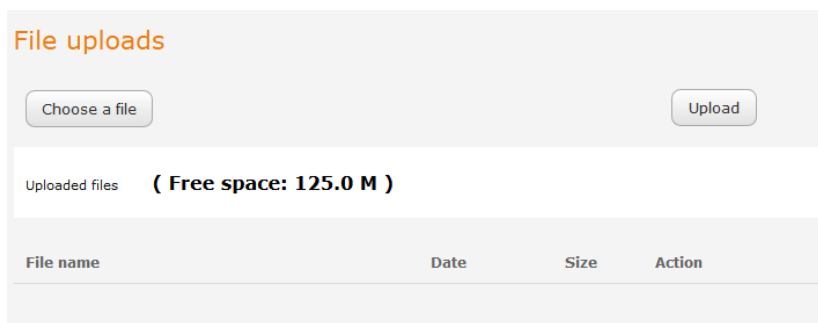 File uploads
Choose a file Upload
Uploaded files ( Free space: 125.0 M )
File name Date Size Action